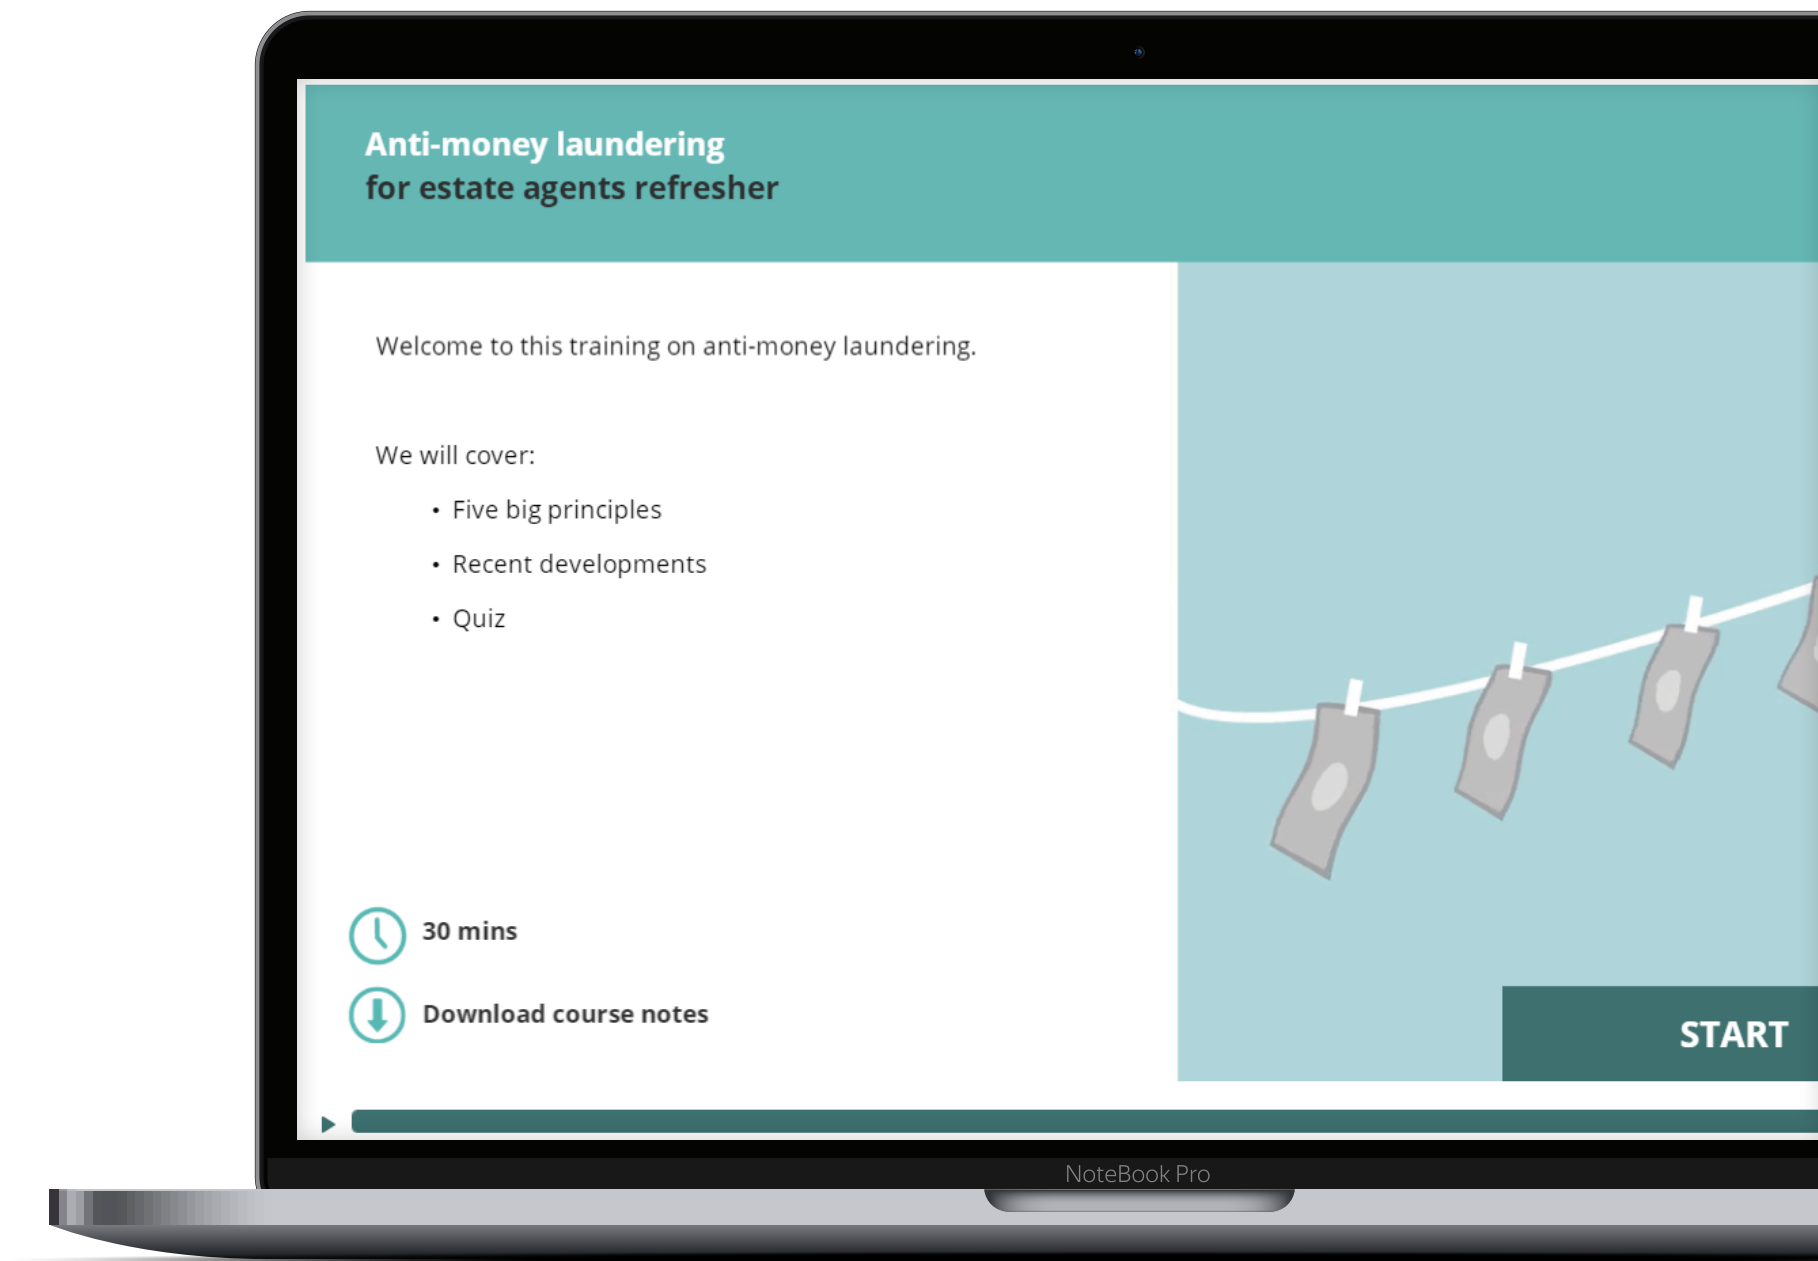 Anti-money laundering
for estate agents refresher
Welcome to this training on anti-money laundering.
We will cover:
• Five big principles
• Recent developments
• Quiz
30 mins
Download course notes
START
NoteBook Pro